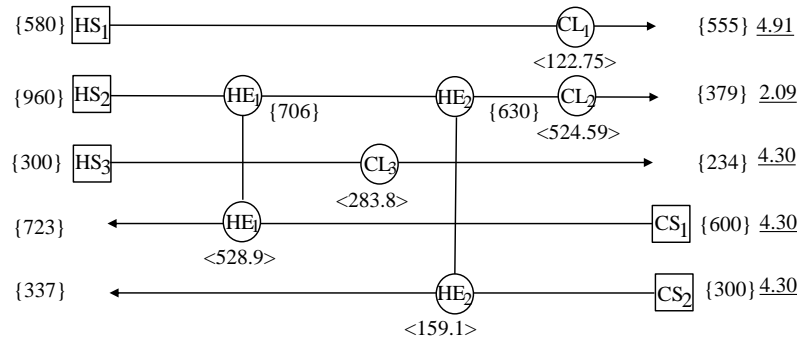 {580} HS1 CL1 {555} 4.91
<122.75>
{960} HS2 HE1 {706} HE2 {630} CL2 {379} 2.09
<524.59>
{300} HS3 CL3 {234} 4.30
<283.8>
{723} HE1 CS1 {600} 4.30
<528.9>
{337} HE2 CS2 {300} 4.30
<159.1>